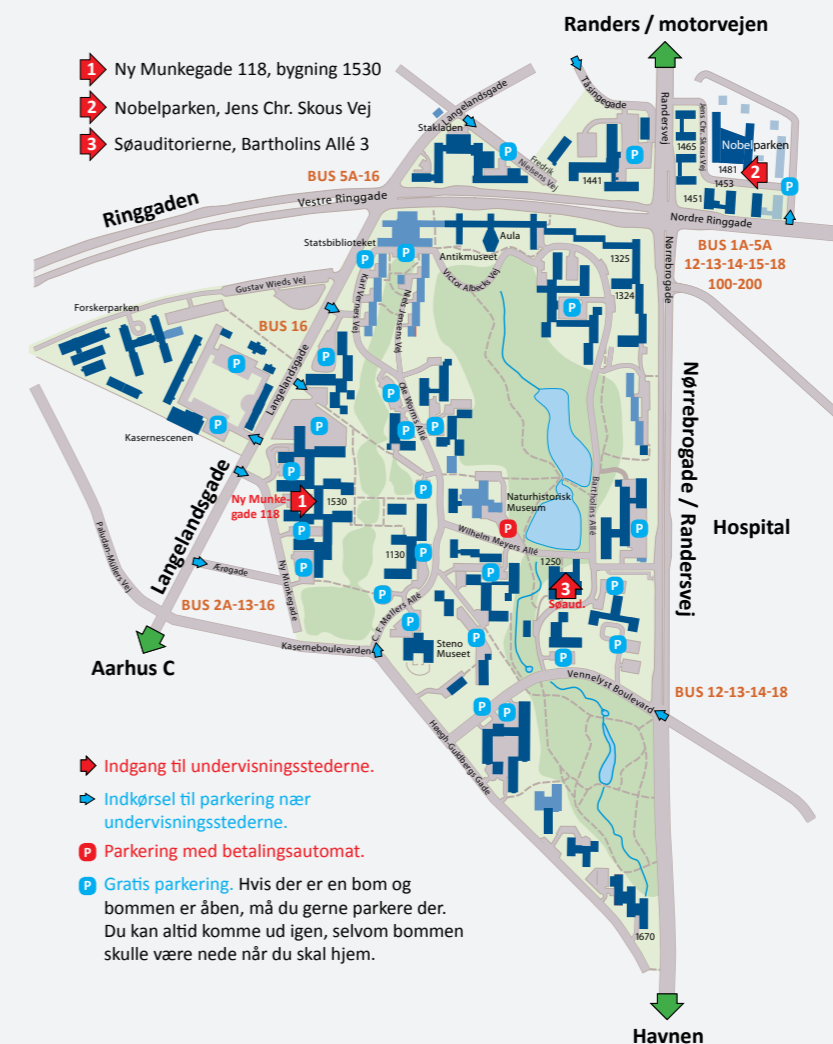 Randers / motorvejen
1 Ny Munkegade 118, bygning 1530
2 Nobelparken, Jens Chr. Skous Vej
3 Søauditorierne, Bartholins Allé 3
Tåsingegade
Langelandsgade
Stakladen
P
Fredrik
Nielsens Vej
1441
P
Randersvej
1465
Jens Chr. Skous Vej
Nobelparken
1481
2
1453
1451
P
BUS 5A-16
Ringgaden
Vestre Ringgade
Nordre Ringgade
BUS 1A-5A
12-13-14-15-18
100-200
Statsbiblioteket
P
P
Aula
Antikmuseet
Victor Albecks Vej
1325
1324
P
Nørrebrogade
Gustav Wieds Vej
Karl Verners Vej
Niels Jensens Vej
Forskerparken
BUS 16
P
P
Langelandsgade
P
Ole Worms Allé
P
P
P
P
Kasernescenen
P
P
Ny Munke-
gade 118
1
1530
P
Naturhistorisk
Museum
P
Wilhelm Meyers Allé
Bartholins Allé
P
Nørrebrogade / Randersvej
Hospital
Langelandsgade
Paludan-Müllers Vej
P
1130
P
P
Ærøgade
Ny Munkegade
P
C. F. Møllers Allé
P
1250
3
Søaud.
P
BUS 2A-13-16
P
Kaserneboulevarden
Steno
Museet
P
P
P
Aarhus C
Vennelyst Boulevard
BUS 12-13-14-18
P
P
Høegh-Guldbergs Gade
Indgang til undervisningsstederne.
Indkørsel til parkering nær
undervisningsstederne.
P Parkering med betalingsautomat.
P Gratis parkering. Hvis der er en bom og
bommen er åben, må du gerne parkere der.
Du kan altid komme ud igen, selvom bommen
skulle være nede når du skal hjem.
1670
Havnen